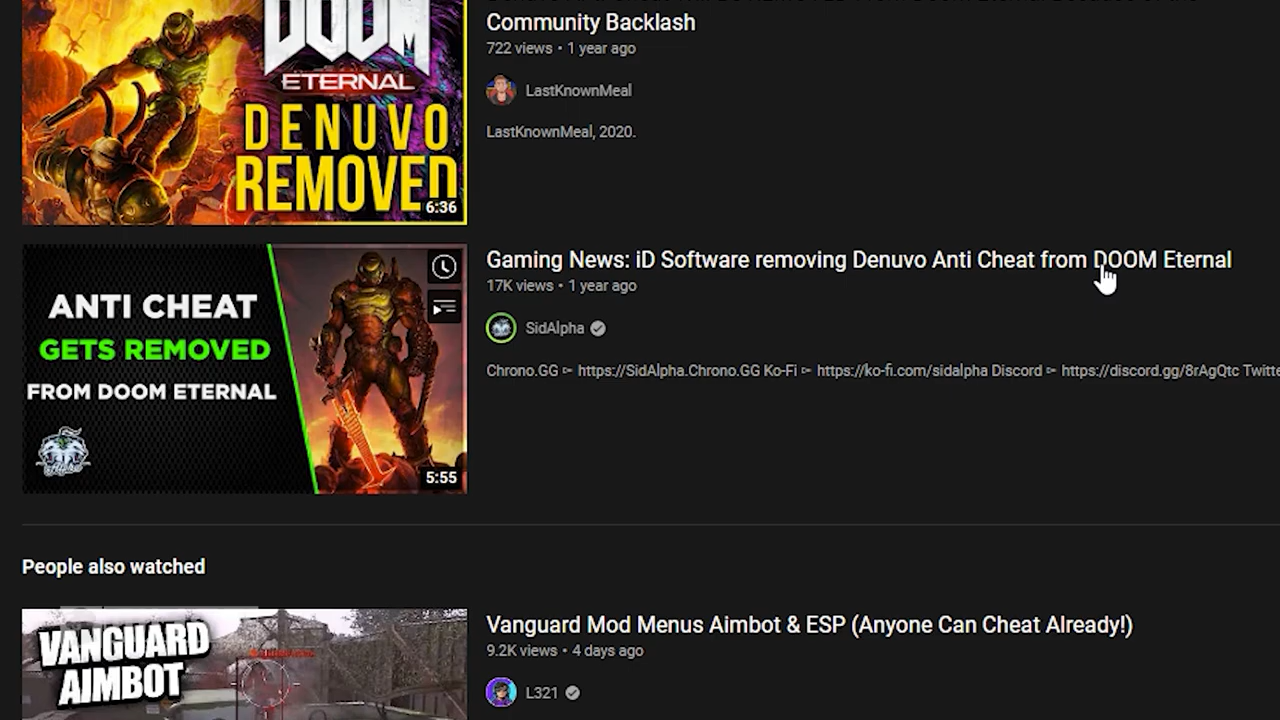 DOOM
ETERNAL
DENUVO
REMOVED
6:36
Community Backlash
722 views • 1 year ago
LastKnownMeal
LastKnownMeal, 2020.
ANTI CHEAT
GETS REMOVED
FROM DOOM ETERNAL
5:55
Gaming News: iD Software removing Denuvo Anti Cheat from DOOM Eternal
17K views • 1 year ago
SidAlpha
Chrono.GG ⌲ https://SidAlpha.Chrono.GG Ko-Fi ⌲ https://ko-fi.com/sidalpha Discord ⌲ https://discord.gg/8rAgQtc Twitte
People also watched
VANGUARD
AIMBOT
Vanguard Mod Menus Aimbot & ESP (Anyone Can Cheat Already!)
9.2K views • 4 days ago
L321